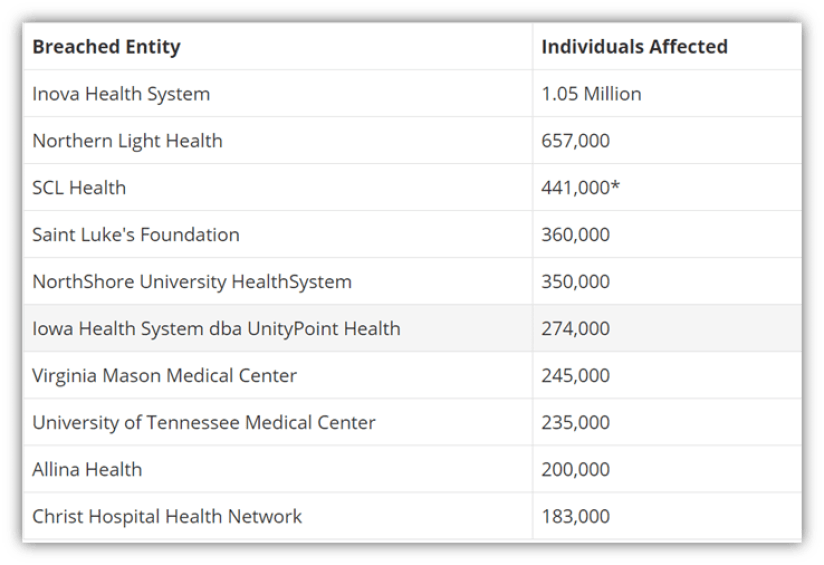 Breached Entity Individuals Affected
Inova Health System 1.05 Million
Northern Light Health 657,000
SCL Health 441,000*
Saint Luke's Foundation 360,000
NorthShore University HealthSystem 350,000
Iowa Health System dba UnityPoint Health 274,000
Virginia Mason Medical Center 245,000
University of Tennessee Medical Center 235,000
Allina Health 200,000
Christ Hospital Health Network 183,000